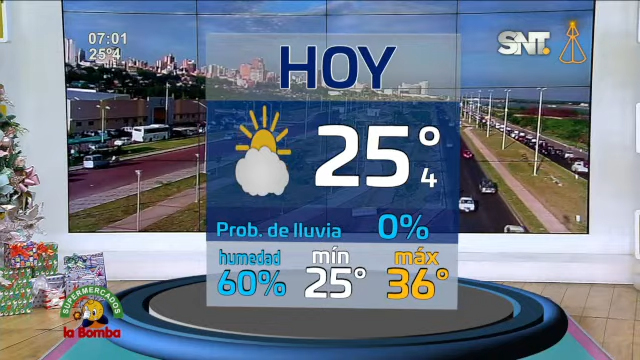 07:01
25°4
SNT.
HOY
25°4
Prob. de lluvia 0%
humedad mín máx
60% 25° 36°
SUPERMERCADOS
la Bomba